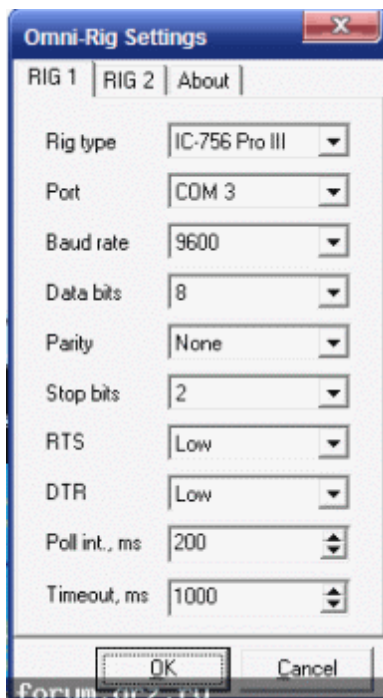 Omni-Rig Settings
RIG 1 RIG 2 About
Rig type IC-756 Pro III
Port COM 3
Baud rate 9600
Data bits 8
Parity None
Stop bits 2
RTS Low
DTR Low
Poll int., ms 200
Timeout, ms 1000
OK Cancel